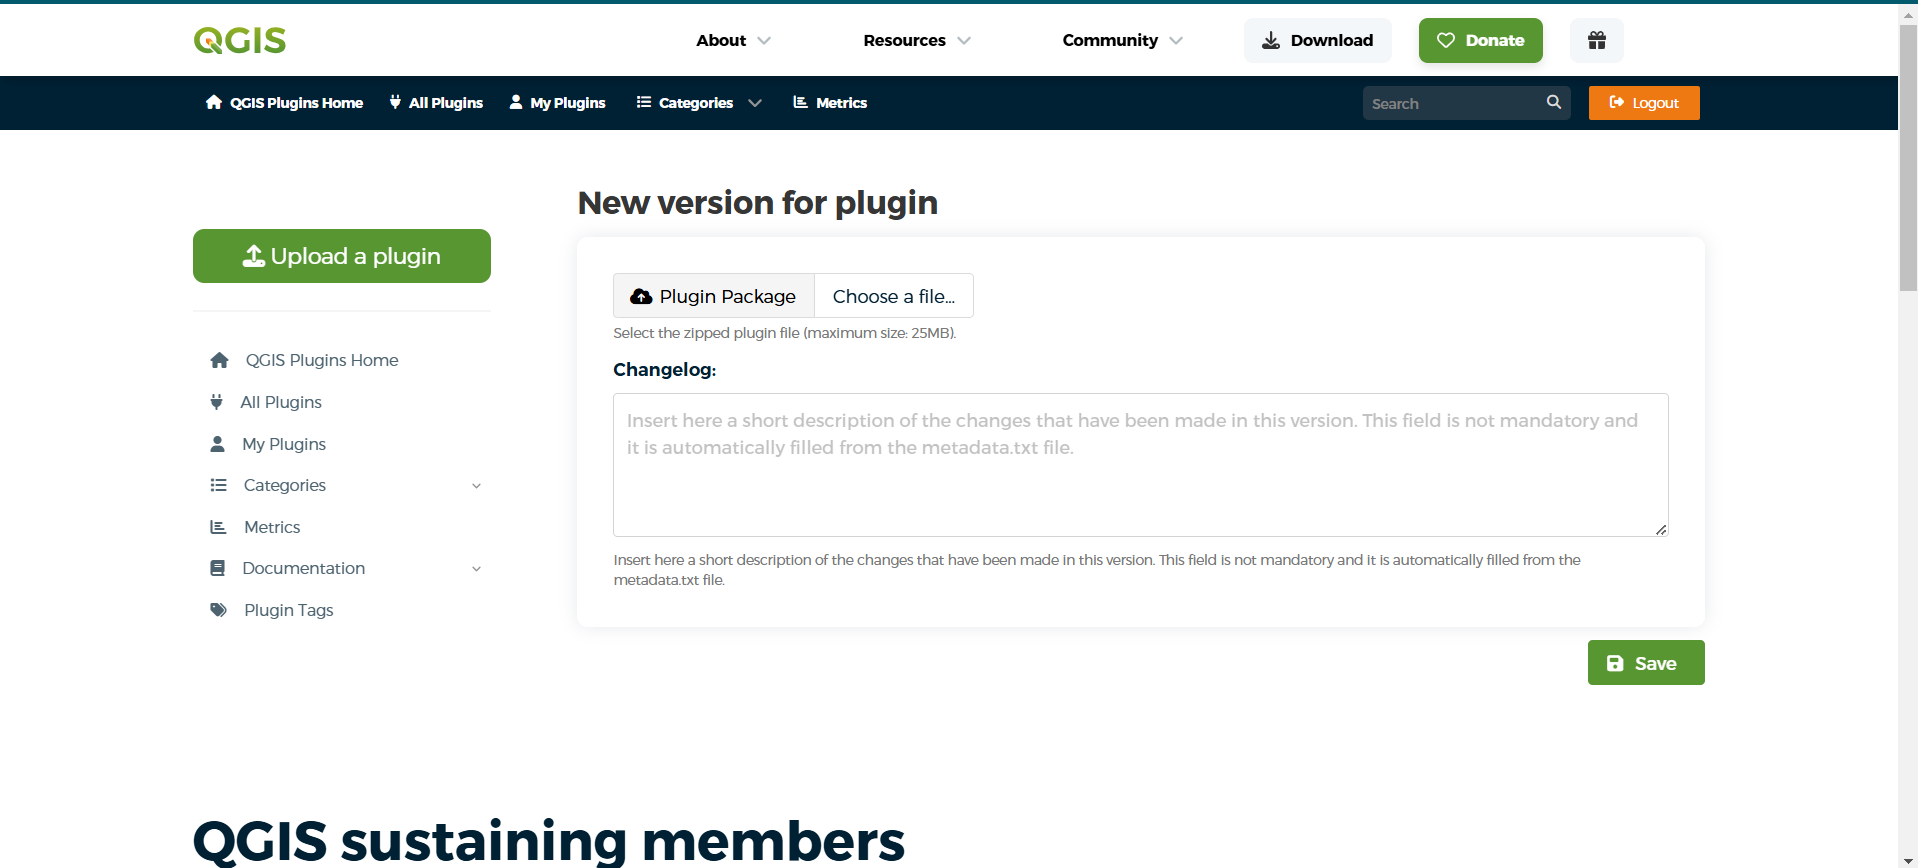 QGIS
About
Resources
Community
Download
Donate
QGIS Plugins Home
All Plugins
My Plugins
Categories
Metrics
Search
Logout
Upload a plugin
QGIS Plugins Home
All Plugins
My Plugins
Categories
Metrics
Documentation
Plugin Tags
New version for plugin
Plugin Package
Choose a file...
Select the zipped plugin file (maximum size: 25MB).
Changelog:
Insert here a short description of the changes that have been made in this version. This field is not mandatory and
it is automatically filled from the metadata.txt file.
Insert here a short description of the changes that have been made in this version. This field is not mandatory and it is automatically filled from the
metadata.txt file.
Save
QGIS sustaining members